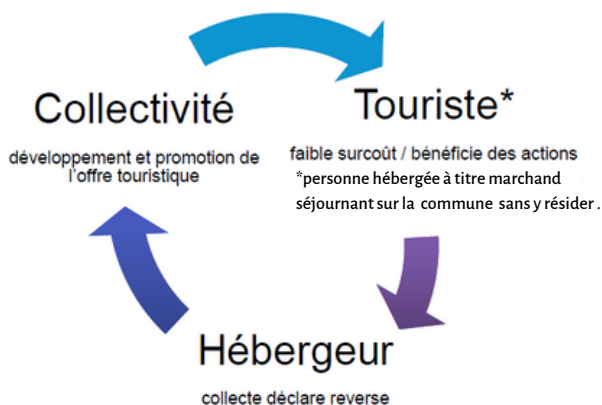 Collectivité
développement et promotion de
l'offre touristique
Touriste*
faible surcoût / bénéficie des actions
*personne hébergée à titre marchand
séjournant sur la commune sans y résider .
Hébergeur
collecte déclare reverse